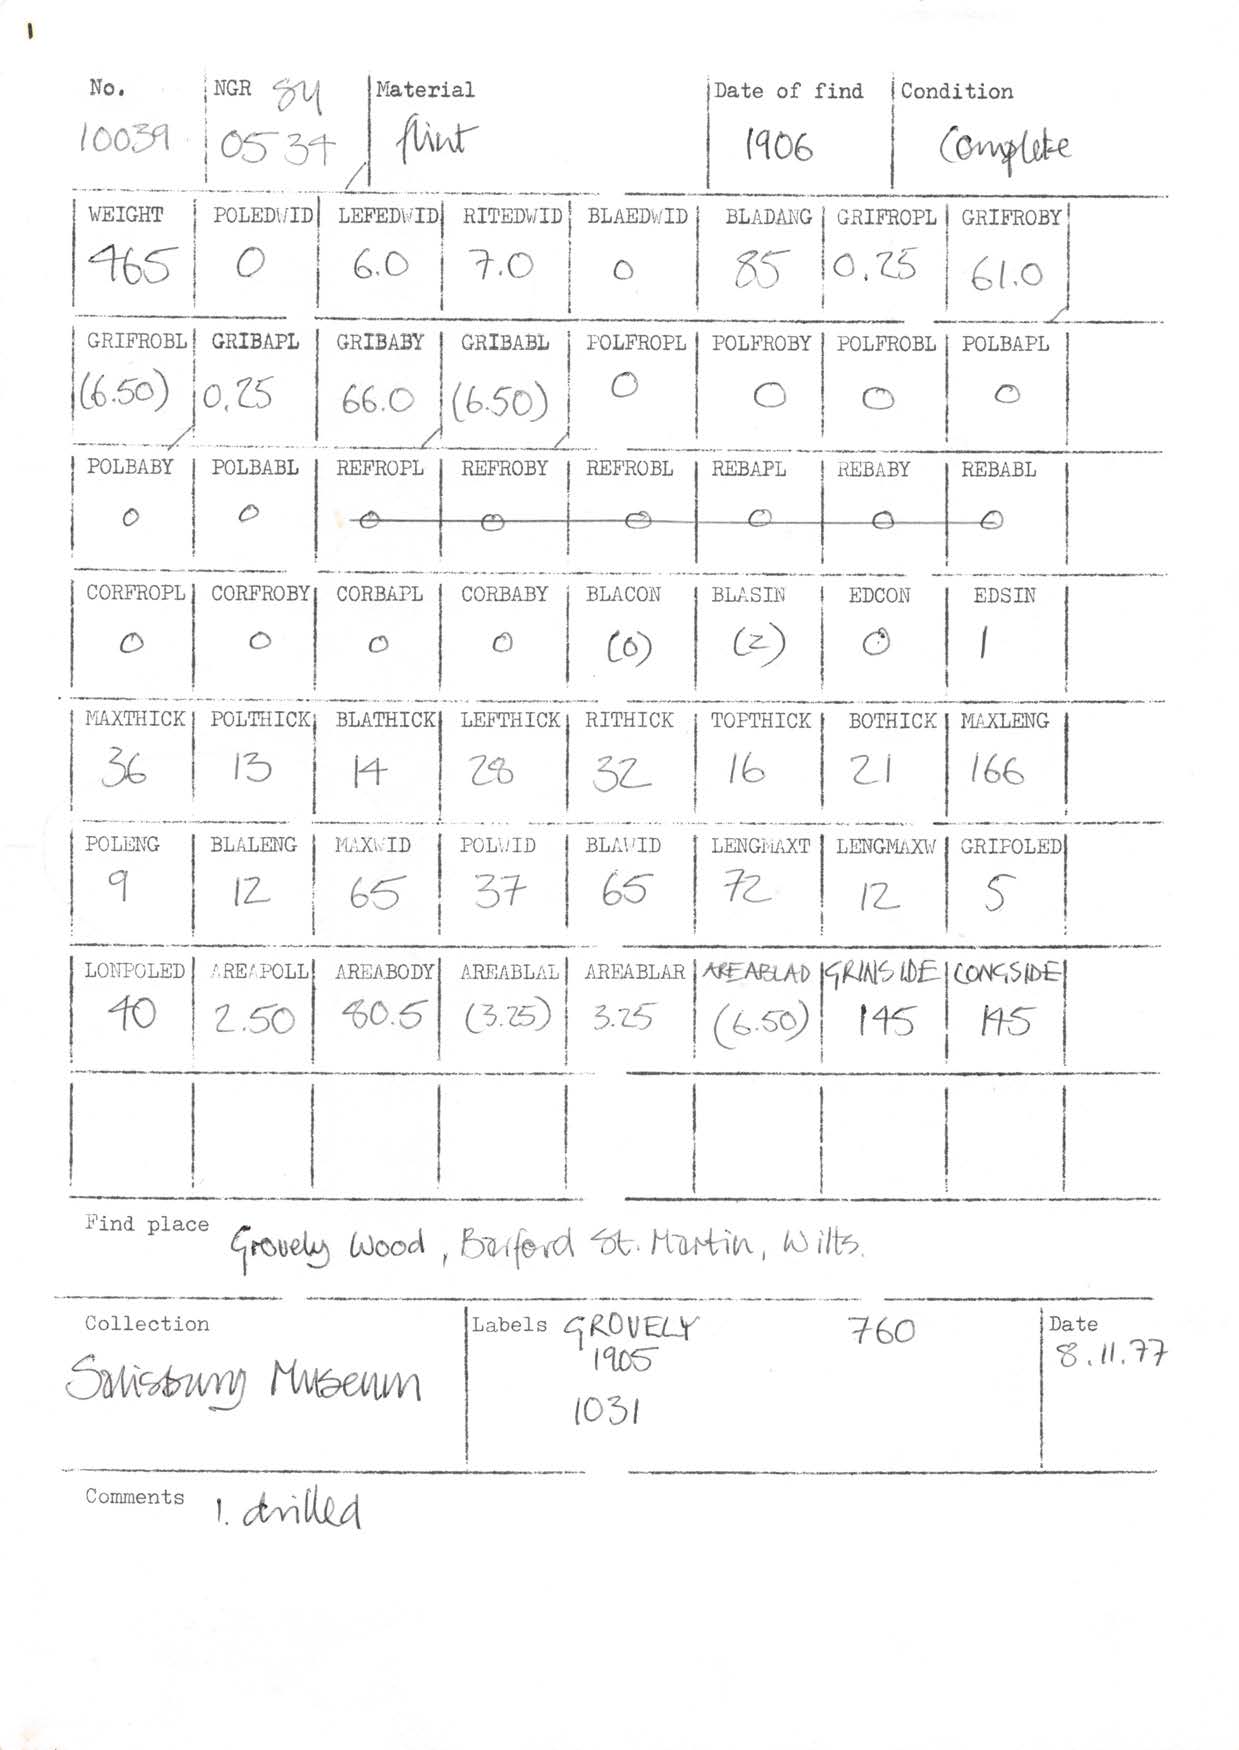 No. NGR SU Material Date of find Condition
10039 05 34 flint 1906 Complete
WEIGHT POLEDWID LEFEDWID RITEDWID BLAEDWID BLADANG GRIFROPL GRIFROBY
465 0 6.0 7.0 0 85 0.25 61.0
GRIFROBL GRIBAPL GRIBABY GRIBABL POLFROPL POLFROBY POLFROBL POLBAPL
(6.50) 0.25 66.0 (6.50) 0 0 0 0
POLBABY POLBABL REFROPL REFROBY REFROBL REBAPL REBABY REBABL
0 0 0 0 0 0 0 0
CORFROPL CORFROBY CORBAPL CORBABY BLACON BLASIN EDCON EDSIN
0 0 0 0 (0) (2) 0 1
MAXTHICK POLTHICK BLATHICK LEFTHICK RITHICK TOPTHICK BOTHICK MAXLENG
36 13 14 28 32 16 21 166
POLENG BLALENG MAXWID POLWID BLAWID LENGMAXT LENGMAXW GRIPOLED
9 12 65 37 65 72 12 5
LONPOLED AREAPOLL AREABODY AREABLAL AREABLAR AREABLAD GRINSIDE LONGSIDE
40 2.50 80.5 (3.25) 3.25 (6.50) 145 145
Find place Grovely Wood, Barford St. Martin, Wilts.
Collection Labels GROVELY 760 Date
1905 8.11.77
Salisbury Museum 1031
Comments 1. drilled